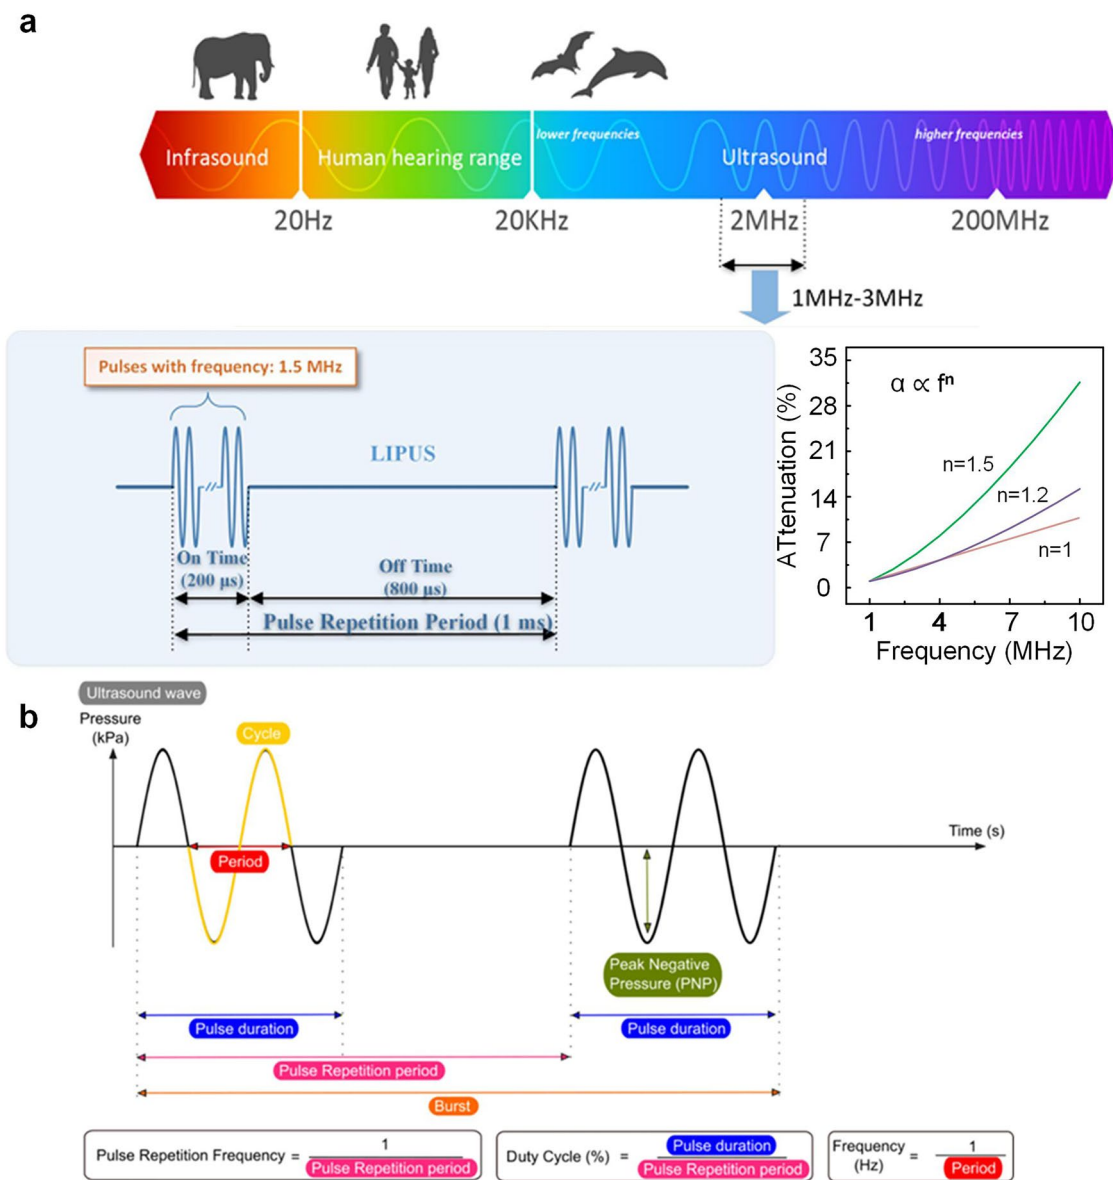 a
lower frequencies
higher frequencies
Infrasound
Human hearing range
Ultrasound
20Hz
20KHz
2MHz
200MHz
1MHz-3MHz
Pulses with frequency: 1.5 MHz
LIPUS
On Time
(200 μs)
Off Time
(800 μs)
Pulse Repetition Period (1 ms)
ATtenuation (%)
35
28
21
14
7
0
α ∝ fⁿ
n=1.5
n=1.2
n=1
1 4 7 10
Frequency (MHz)
b
Ultrasound wave
Pressure
(kPa)
Cycle
Period
Time (s)
Peak Negative
Pressure (PNP)
Pulse duration
Pulse duration
Pulse Repetition period
Burst
Pulse Repetition Frequency = 1
Pulse Repetition period
Duty Cycle (%) = Pulse duration
Pulse Repetition period
Frequency
(Hz) = 1
Period